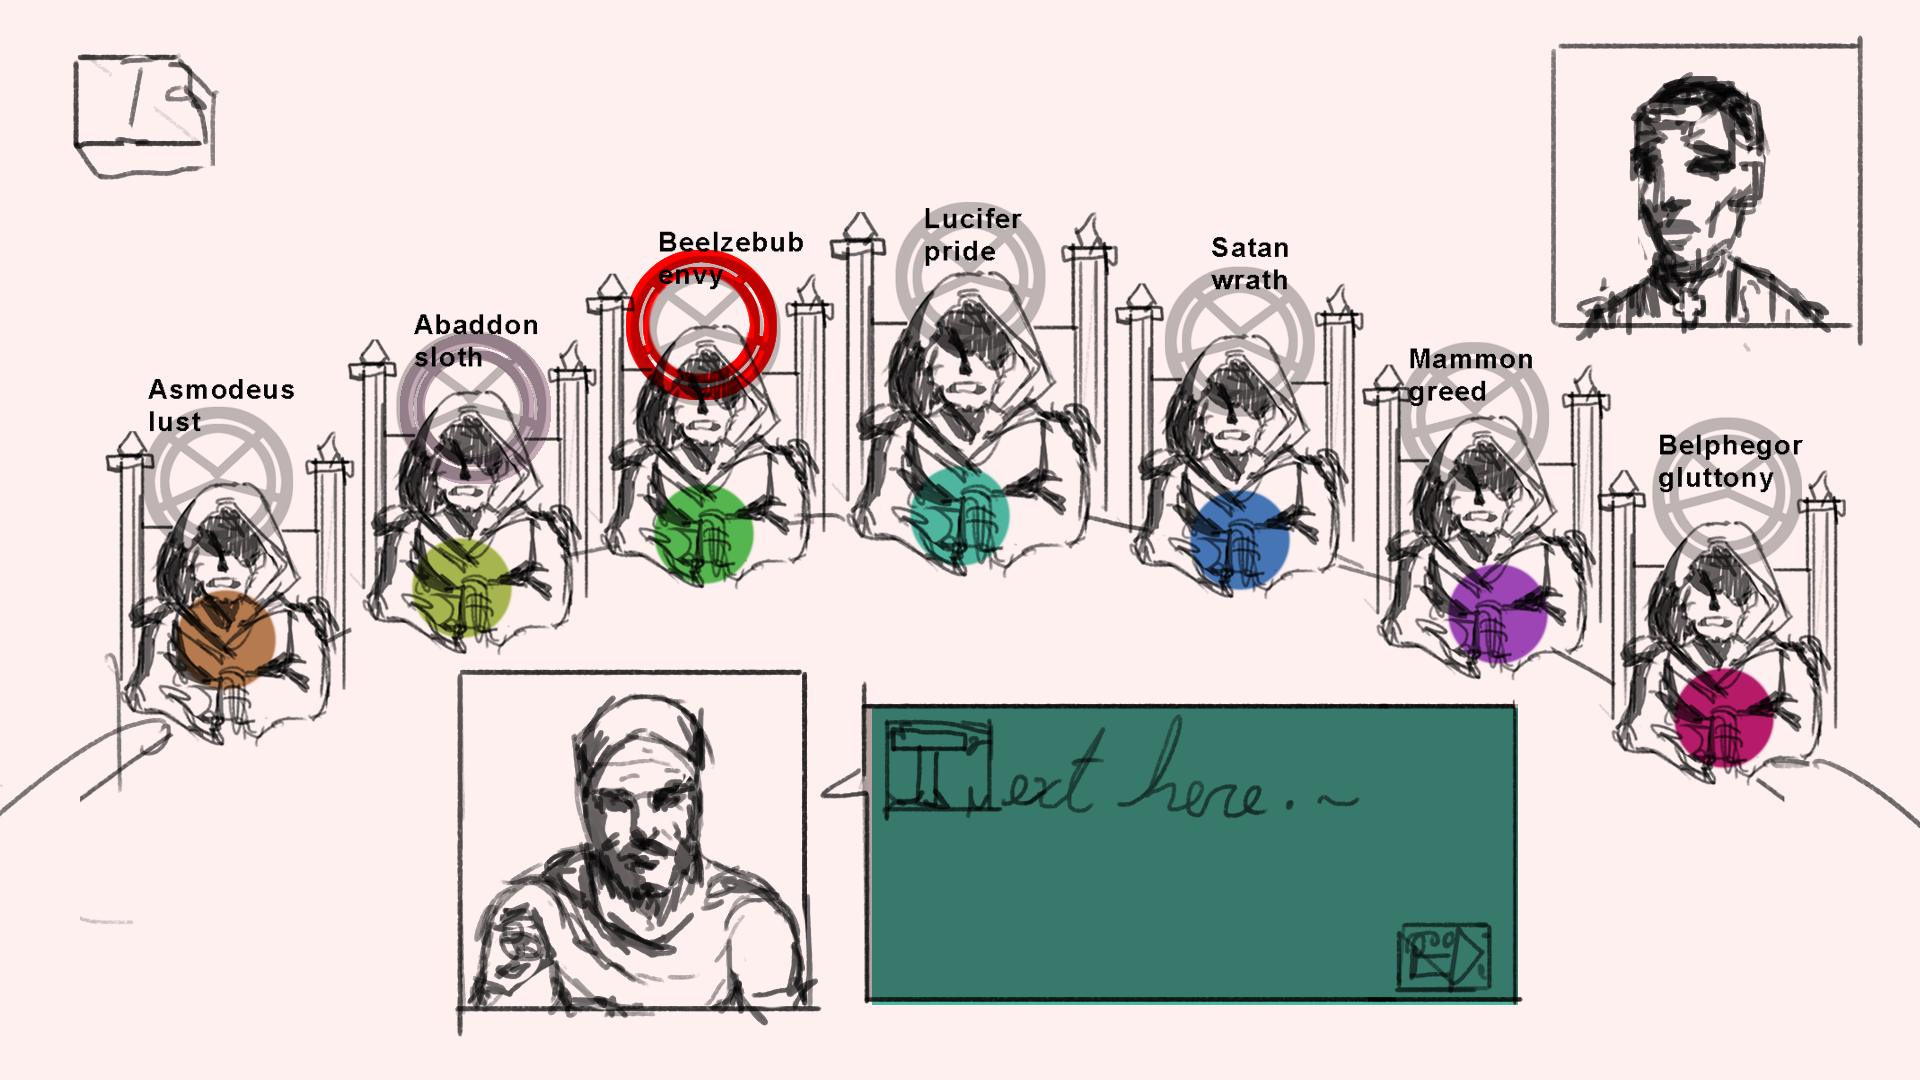 Asmodeus
lust
Abaddon
sloth
Beelzebub
envy
Lucifer
pride
Satan
wrath
Mammon
greed
Belphegor
gluttony
Text here. ~